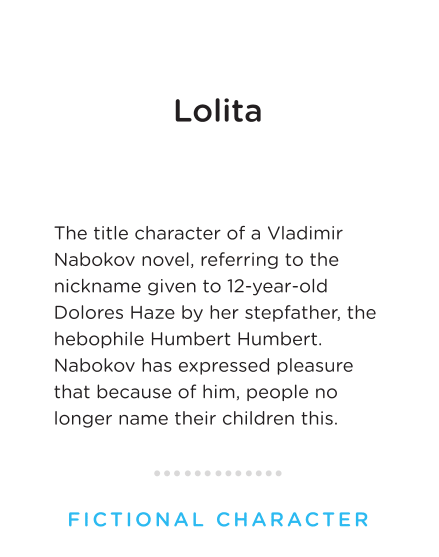 Lolita
The title character of a Vladimir
Nabokov novel, referring to the
nickname given to 12-year-old
Dolores Haze by her stepfather, the
hebophile Humbert Humbert.
Nabokov has expressed pleasure
that because of him, people no
longer name their children this.
FICTIONAL CHARACTER